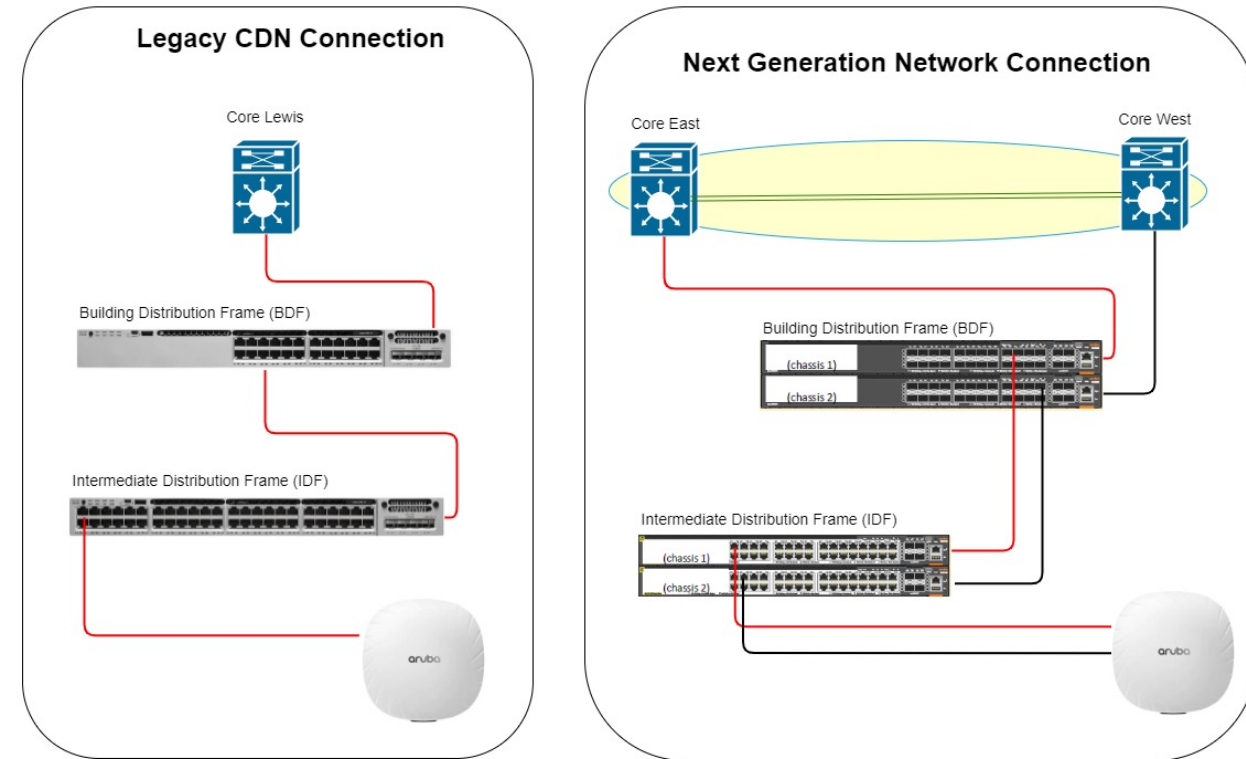 Legacy CDN Connection
Core Lewis
Building Distribution Frame (BDF)
Intermediate Distribution Frame (IDF)
aruba
Next Generation Network Connection
Core East
Core West
Building Distribution Frame (BDF)
(chassis 1)
(chassis 2)
Intermediate Distribution Frame (IDF)
(chassis 1)
(chassis 2)
aruba